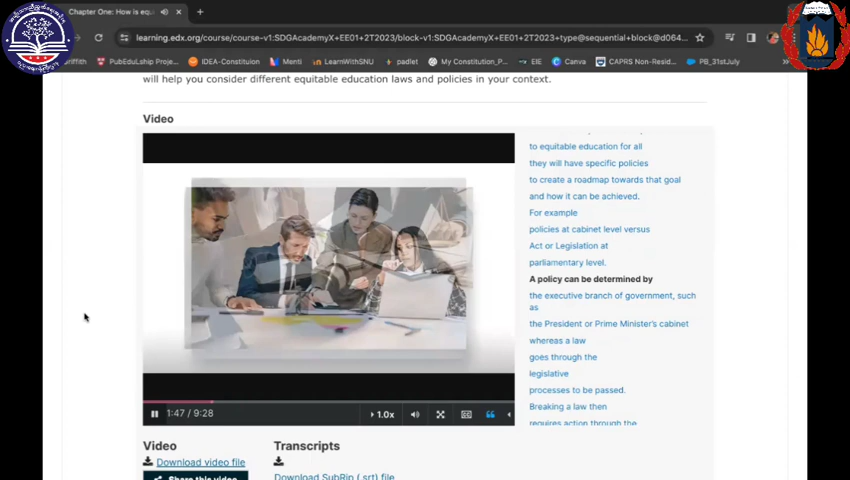 Chapter One: How is equ
learning.edx.org/course/course-v1:SDGAcademyX+EE01+2T2023/block-v1:SDGAcademyX+EE01+2T2023+type@sequential+block@d064...
riffith
PubEduLship Proje...
IDEA-Constituion
Menti
LearnWithSNU
padlet
My Constitution_P...
EIE
Canva
CAPRS Non-Resid...
PB_31stJuly
will help you consider different equitable education laws and policies in your context.
Video
to equitable education for all
they will have specific policies
to create a roadmap towards that goal
and how it can be achieved.
For example
policies at cabinet level versus
Act or Legislation at
parliamentary level.
A policy can be determined by
the executive branch of government, such
as
the President or Prime Minister's cabinet
whereas a law
goes through the
legislative
processes to be passed.
Breaking a law then
requires action through the
1:47 / 9:28
1.0x
Video
Download video file
Share this video
Transcripts
Download SubRip (.srt) file